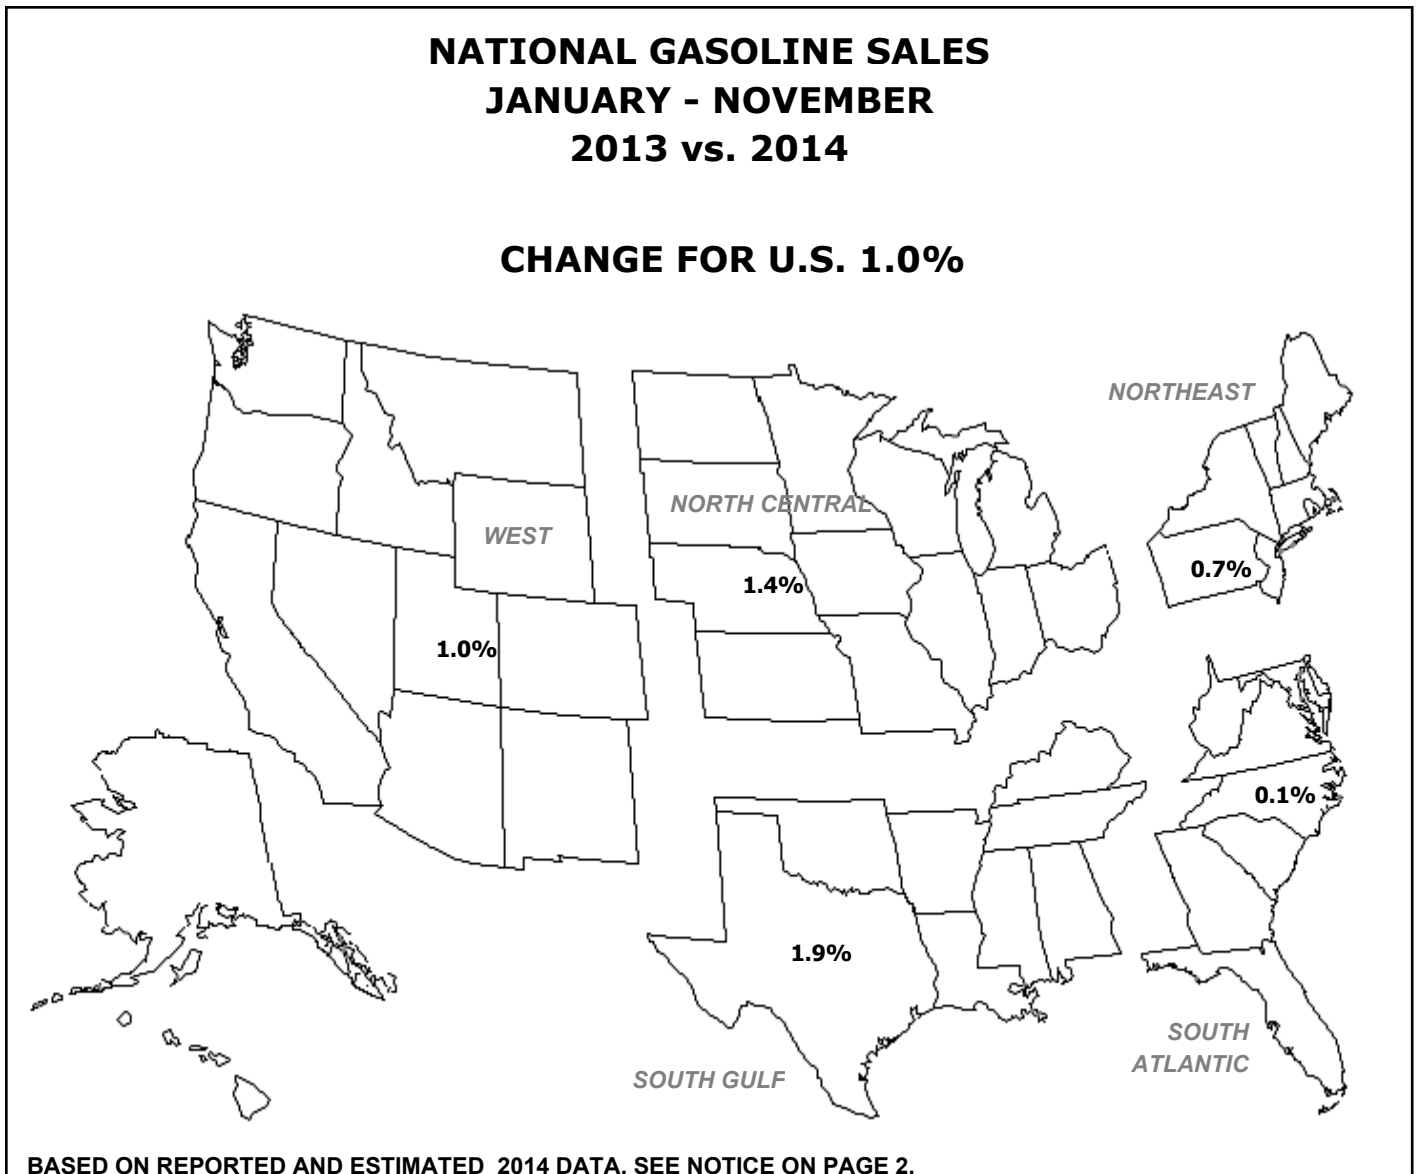 NATIONAL GASOLINE SALES
JANUARY - NOVEMBER
2013 vs. 2014
CHANGE FOR U.S. 1.0%
NORTHEAST
NORTH CENTRAL
WEST
0.7%
1.4%
1.0%
0.1%
1.9%
SOUTH
ATLANTIC
SOUTH GULF
BASED ON REPORTED AND ESTIMATED 2014 DATA. SEE NOTICE ON PAGE 2.